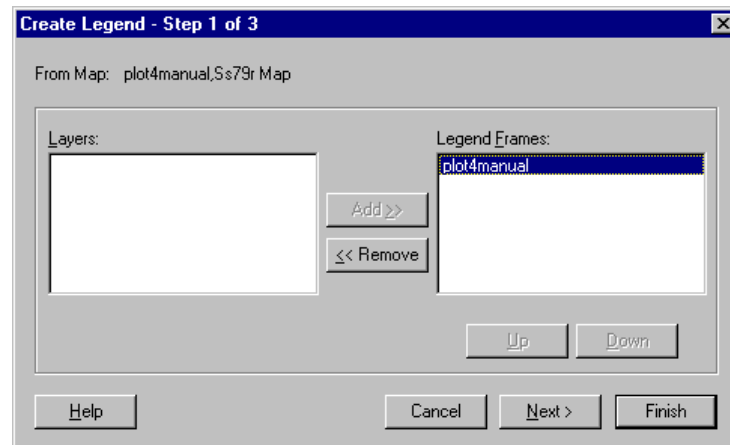 Create Legend - Step 1 of 3
From Map: plot4manual,Ss79r Map
Layers:
Legend Frames:
plot4manual
Add >>
<< Remove
Up
Down
Help
Cancel
Next >
Finish